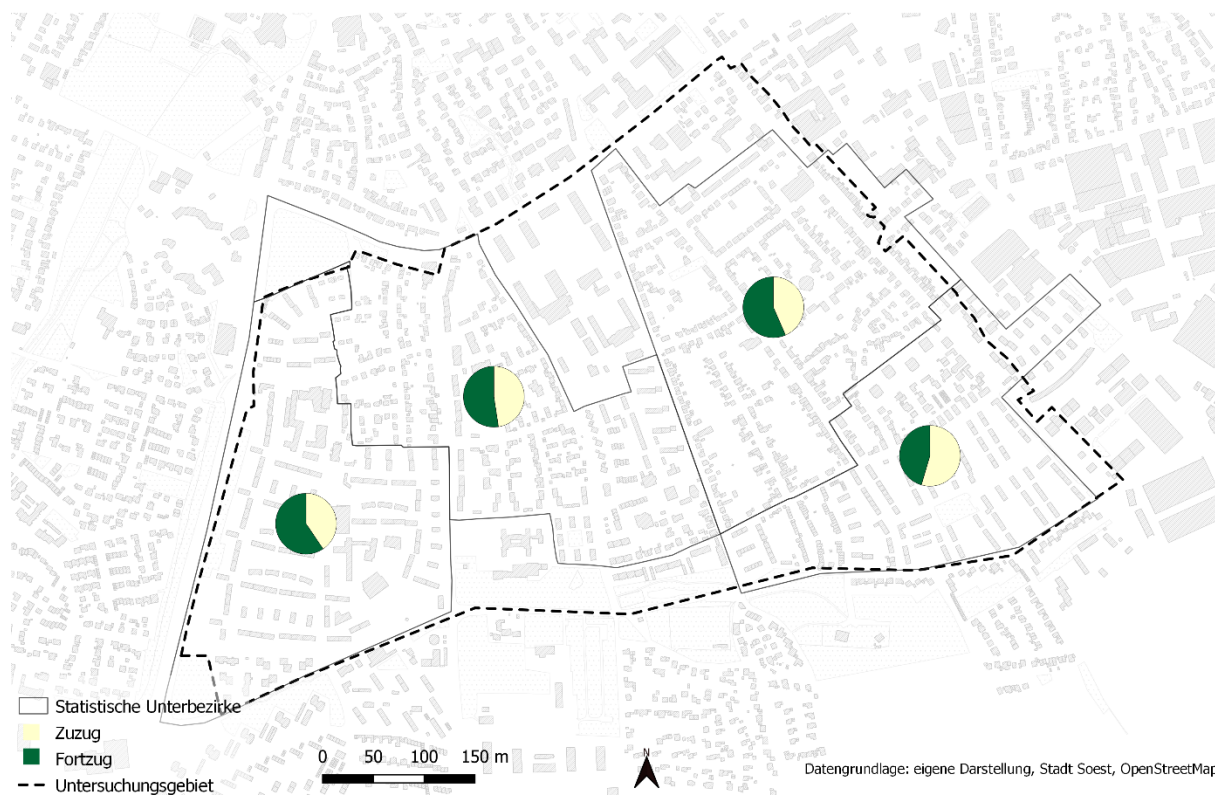 Statistische Unterbezirke
Zuzug
Fortzug
Untersuchungsgebiet
0 50 100 150 m
N
Datengrundlage: eigene Darstellung, Stadt Soest, OpenStreetMap